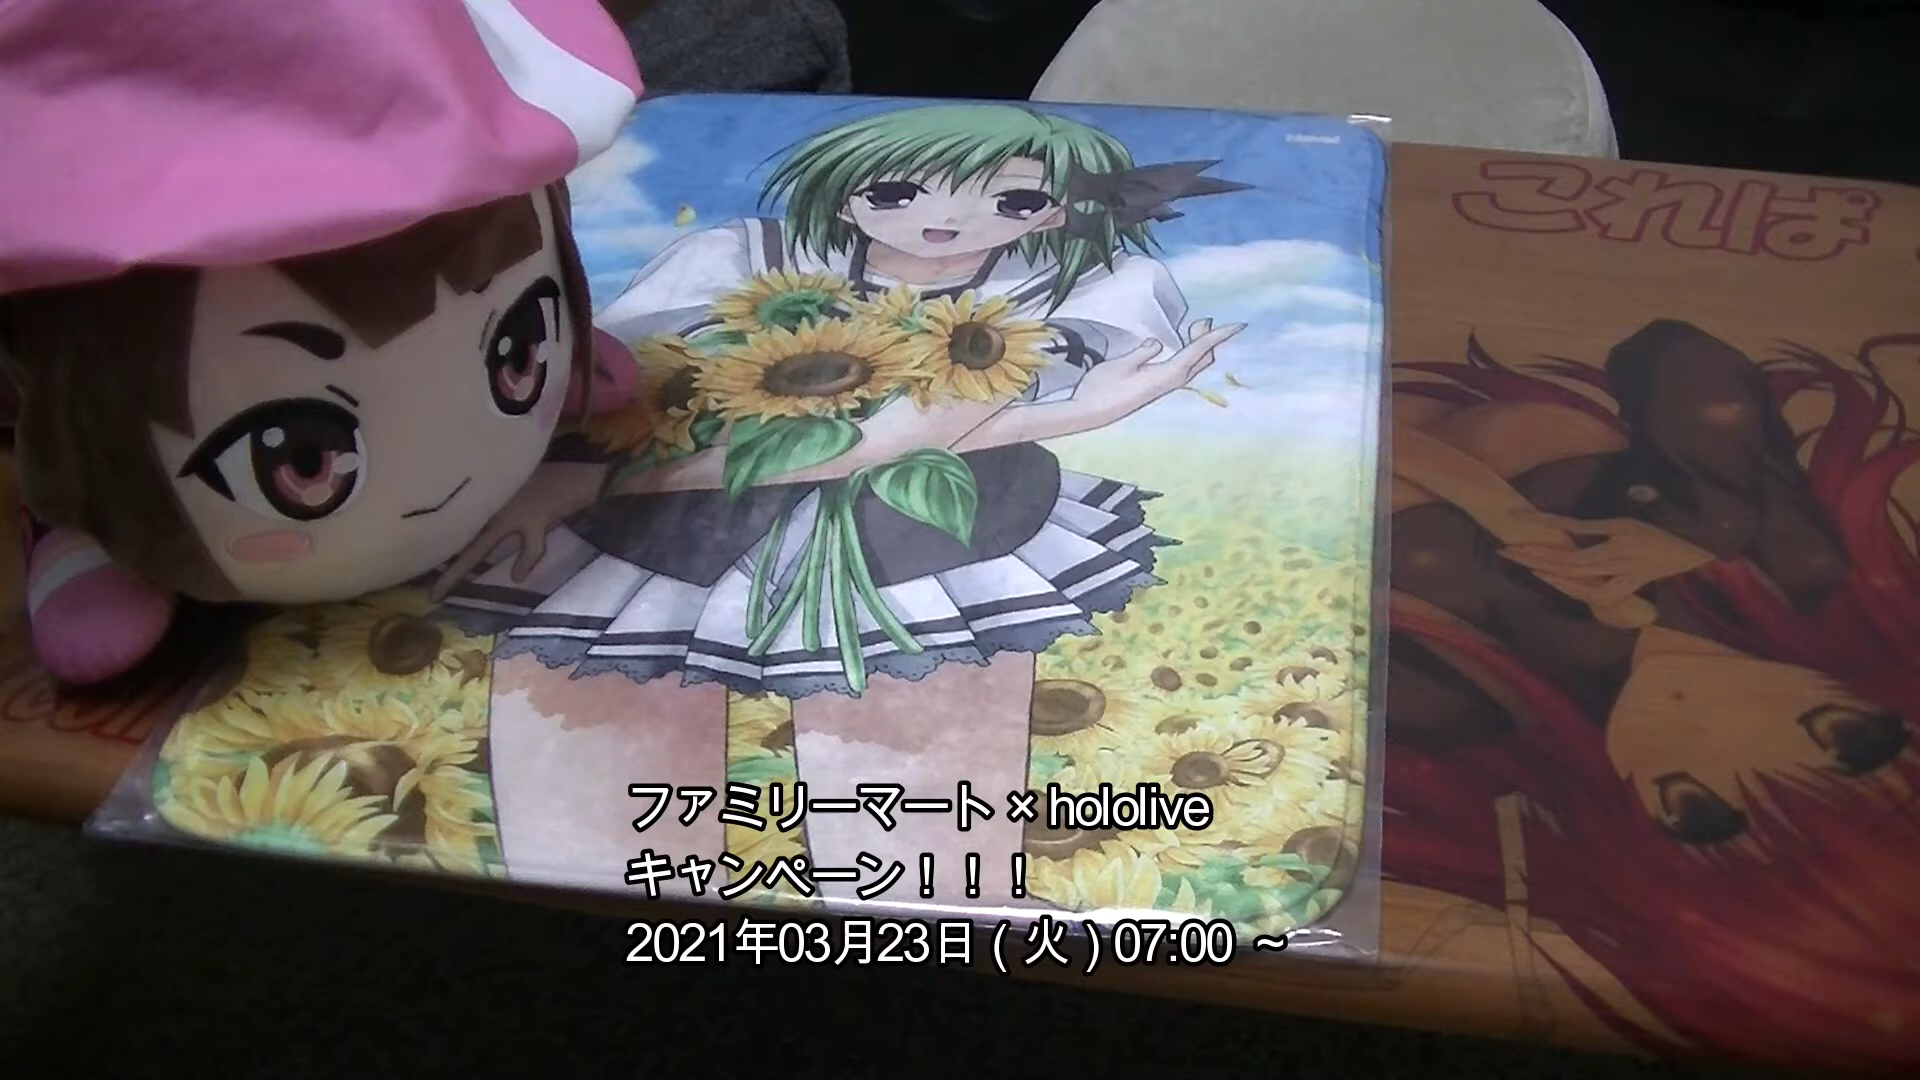 これぱ
ファミリーマート × hololive
キャンペーン！！！
2021年03月23日（火）07:00 ～